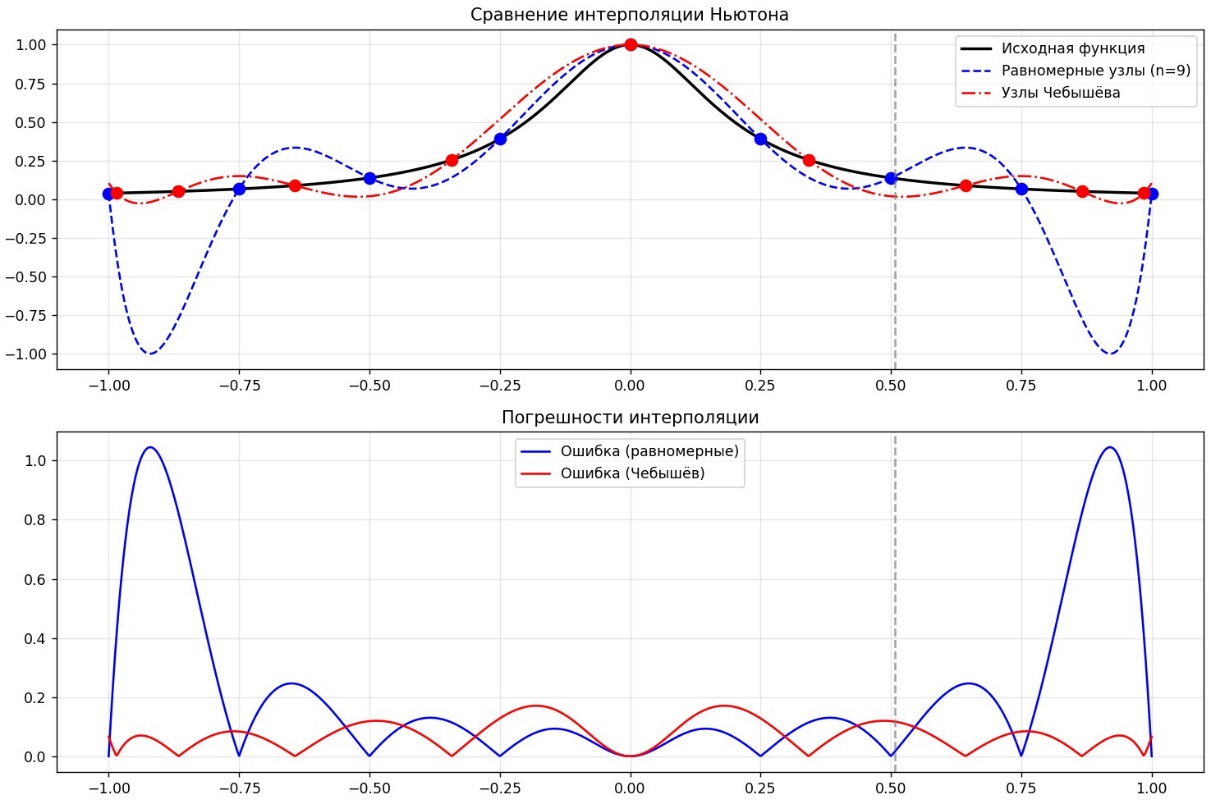 Сравнение интерполяции Ньютона
1.00
0.75
0.50
0.25
0.00
−0.25
−0.50
−0.75
−1.00
Исходная функция
Равномерные узлы (n=9)
Узлы Чебышёва
−1.00 −0.75 −0.50 −0.25 0.00 0.25 0.50 0.75 1.00
Погрешности интерполяции
1.0
0.8
0.6
0.4
0.2
0.0
Ошибка (равномерные)
Ошибка (Чебышёв)
−1.00 −0.75 −0.50 −0.25 0.00 0.25 0.50 0.75 1.00